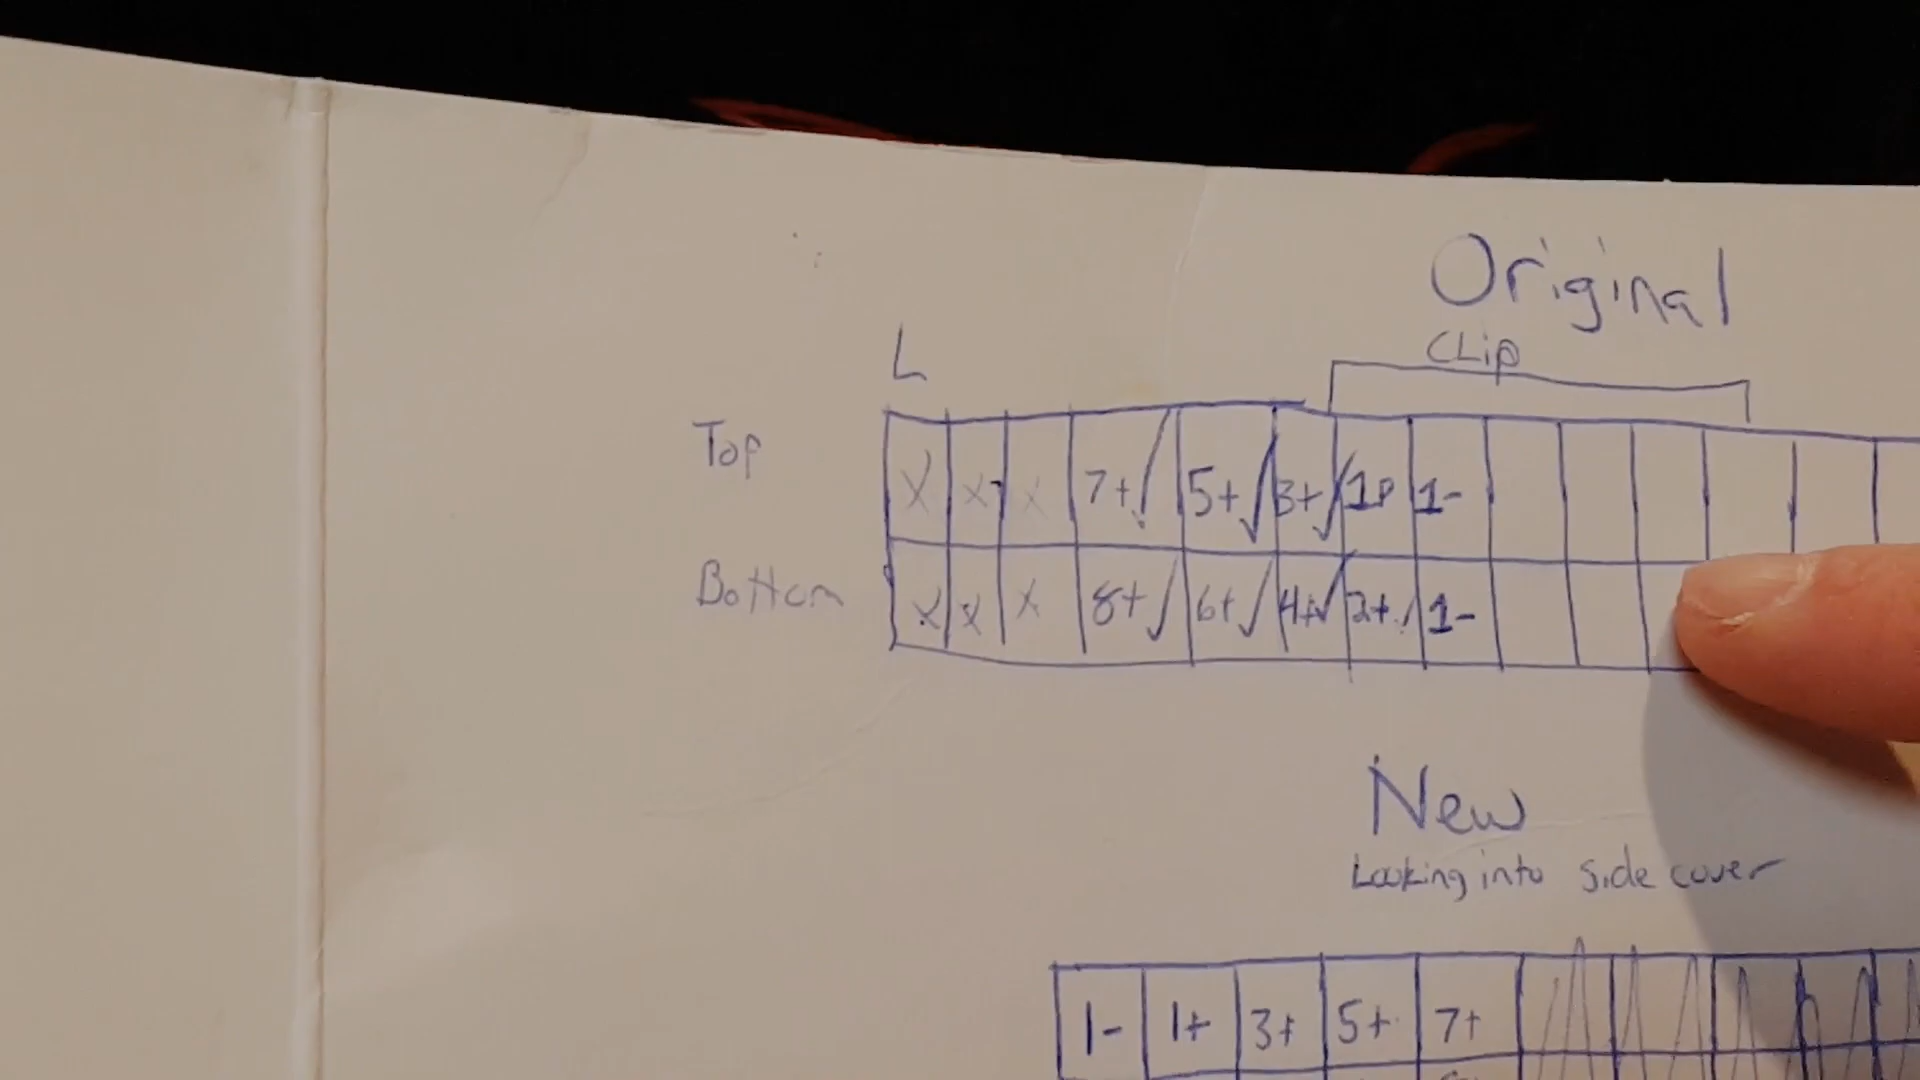 Original
CLip
L
Top X X X 7+√ 5+√ 3+√ 1P 1-
Bottom X X X 8+√ 6+√ 4+√ 2+√ 1-
New
Looking into side cover
1- 1+ 3+ 5+ 7+